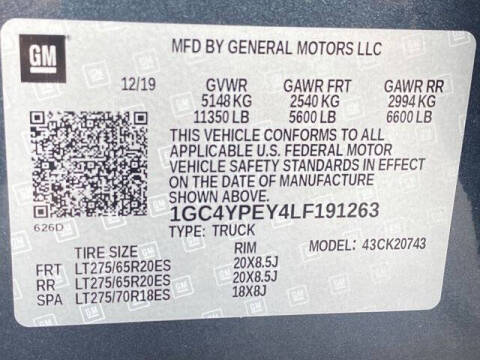 GM
MFD BY GENERAL MOTORS LLC
12/19 GVWR GAWR FRT GAWR RR
5148 KG 2540 KG 2994 KG
11350 LB 5600 LB 6600 LB
THIS VEHICLE CONFORMS TO ALL
APPLICABLE U.S. FEDERAL MOTOR
VEHICLE SAFETY STANDARDS IN EFFECT
ON THE DATE OF MANUFACTURE
SHOWN ABOVE.
626D
1GC4YPEY4LF191263
TYPE: TRUCK MODEL: 43CK20743
TIRE SIZE RIM
FRT LT275/65R20ES 20X8.5J
RR LT275/65R20ES 20X8.5J
SPA LT275/70R18ES 18X8J